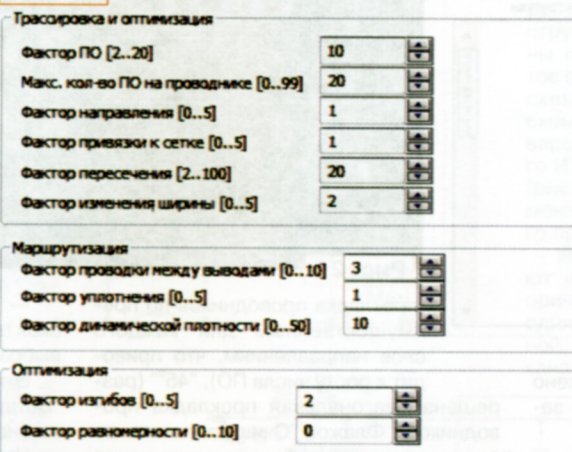 Трассировка и оптимизация
Фактор ПО [2..20] 10
Макс. кол-во ПО на проводнике [0..99] 20
Фактор направления [0..5] 1
Фактор привязки к сетке [0..5] 1
Фактор пересечения [2..100] 20
Фактор изменения ширины [0..5] 2
Маршрутизация
Фактор проводки между выводами [0..10] 3
Фактор уплотнения [0..5] 1
Фактор динамической плотности [0..50] 10
Оптимизация
Фактор изгибов [0..5] 2
Фактор равномерности [0..10] 0